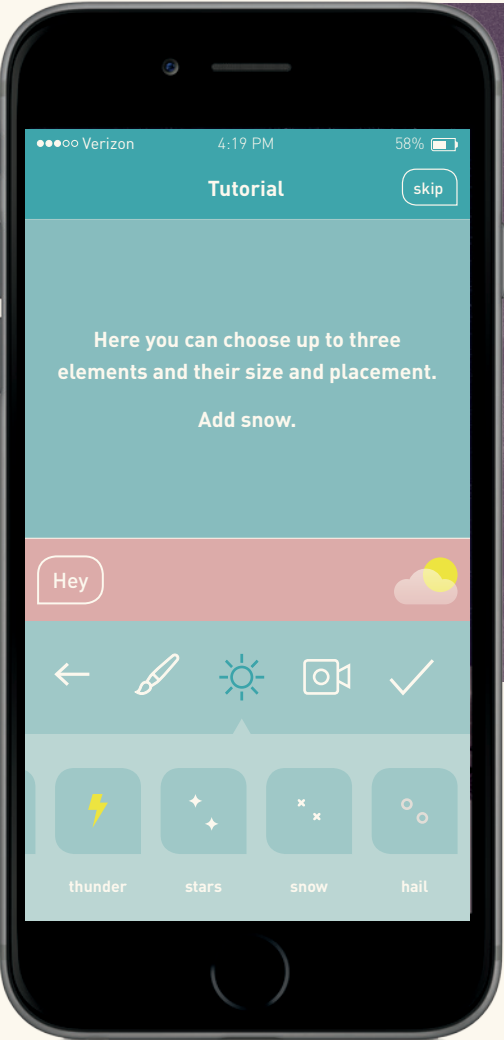 Verizon 4:19 PM 58%
Tutorial skip
Here you can choose up to three
elements and their size and placement.
Add snow.
Hey
thunder stars snow hail